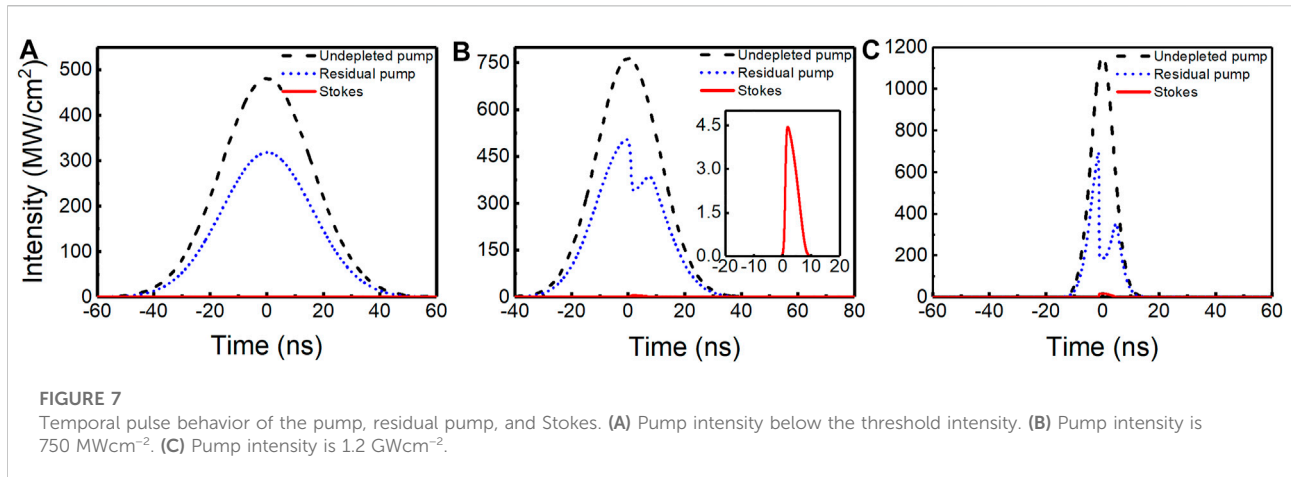 A
Intensity (MW/cm²)
500
400
300
200
100
0
Undepleted pump
Residual pump
Stokes
-60 -40 -20 0 20 40 60
Time (ns)
B
750
600
450
300
150
0
Undepleted pump
Residual pump
Stokes
4.5
3.0
1.5
0.0
-20 -10 0 10 20
-40 -20 0 20 40 60 80
Time (ns)
C
1200
1000
800
600
400
200
0
Undepleted pump
Residual pump
Stokes
-60 -40 -20 0 20 40 60
Time (ns)
FIGURE 7
Temporal pulse behavior of the pump, residual pump, and Stokes. (A) Pump intensity below the threshold intensity. (B) Pump intensity is
750 MWcm⁻². (C) Pump intensity is 1.2 GWcm⁻².